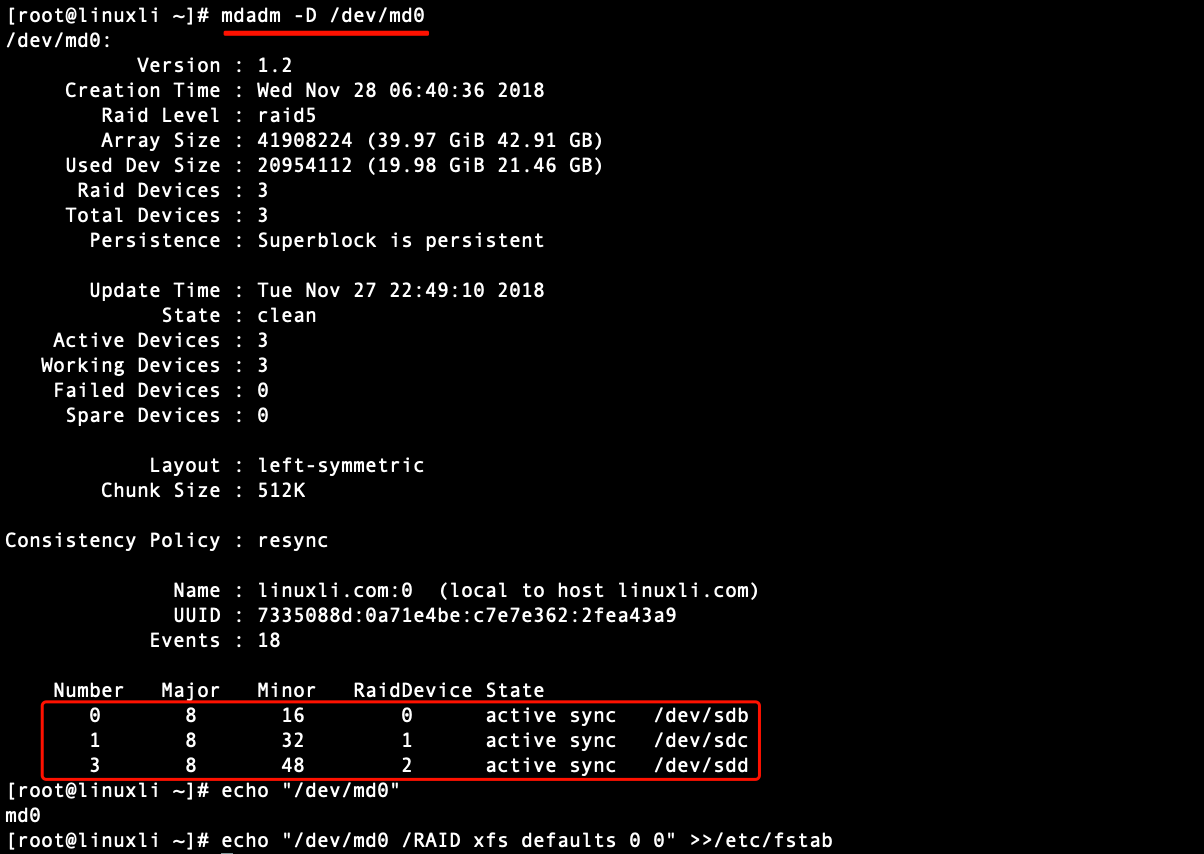 [root@linuxli ~]# mdadm -D /dev/md0
/dev/md0:
Version : 1.2
Creation Time : Wed Nov 28 06:40:36 2018
Raid Level : raid5
Array Size : 41908224 (39.97 GiB 42.91 GB)
Used Dev Size : 20954112 (19.98 GiB 21.46 GB)
Raid Devices : 3
Total Devices : 3
Persistence : Superblock is persistent
Update Time : Tue Nov 27 22:49:10 2018
State : clean
Active Devices : 3
Working Devices : 3
Failed Devices : 0
Spare Devices : 0
Layout : left-symmetric
Chunk Size : 512K
Consistency Policy : resync
Name : linuxli.com:0 (local to host linuxli.com)
UUID : 7335088d:0a71e4be:c7e7e362:2fea43a9
Events : 18
Number Major Minor RaidDevice State
0 8 16 0 active sync /dev/sdb
1 8 32 1 active sync /dev/sdc
3 8 48 2 active sync /dev/sdd
[root@linuxli ~]# echo "/dev/md0"
md0
[root@linuxli ~]# echo "/dev/md0 /RAID xfs defaults 0 0" >>/etc/fstab